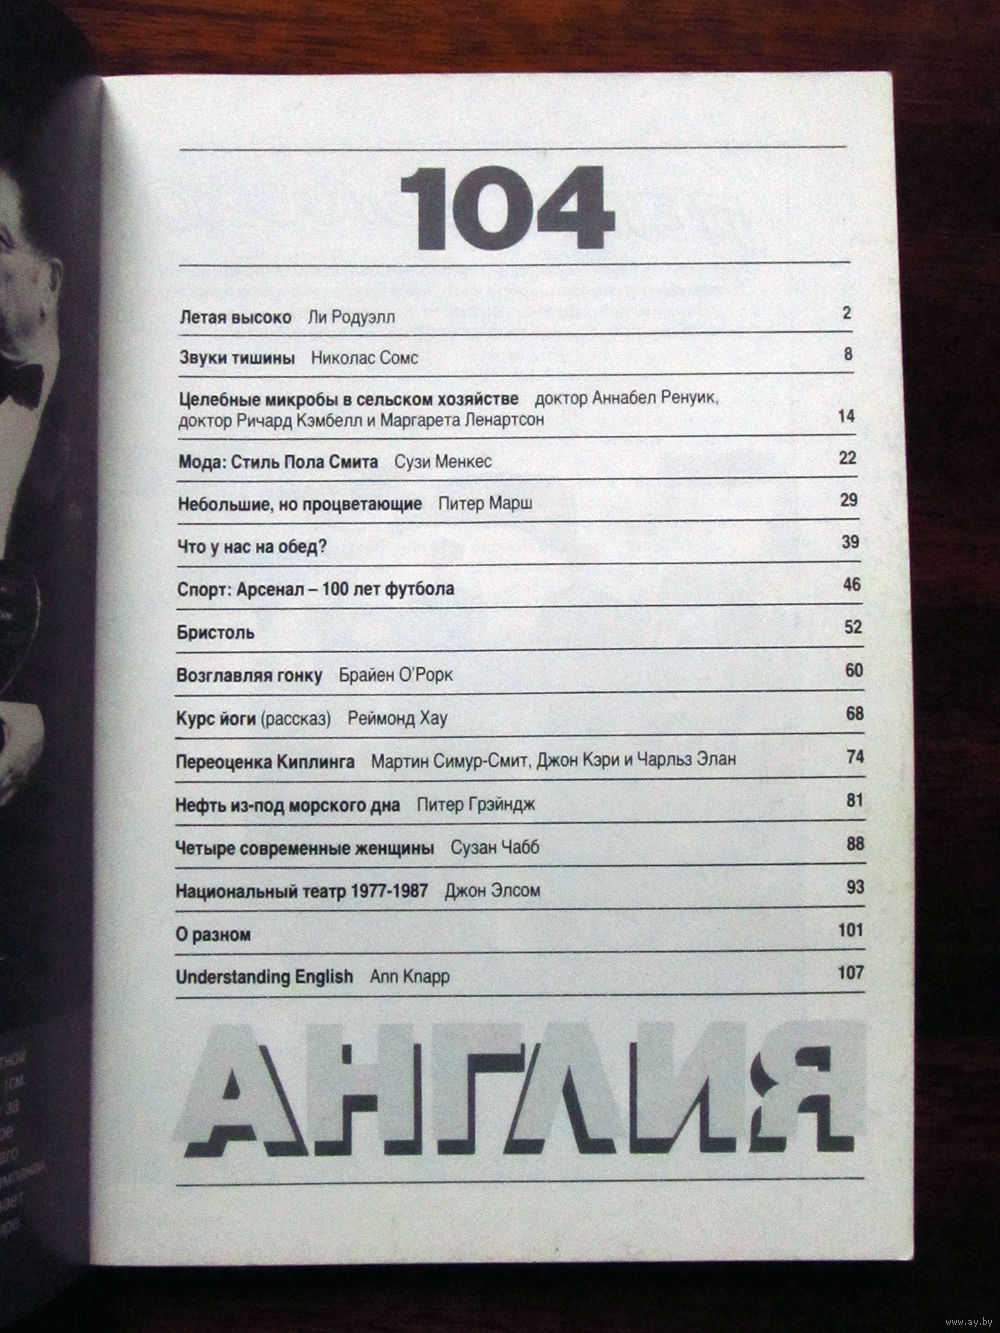 104
Летая высоко Ли Родуэлл 2
Звуки тишины Николас Сомс 8
Целебные микробы в сельском хозяйстве доктор Аннабел Ренуик,
доктор Ричард Кэмбелл и Маргарета Ленартсон 14
Мода: Стиль Пола Смита Сузи Менкес 22
Небольшие, но процветающие Питер Марш 29
Что у нас на обед? 39
Спорт: Арсенал – 100 лет футбола 46
Бристоль 52
Возглавляя гонку Брайен О'Рорк 60
Курс йоги (рассказ) Реймонд Хау 68
Переоценка Киплинга Мартин Симур-Смит, Джон Кэри и Чарльз Элан 74
Нефть из-под морского дна Питер Грэйндж 81
Четыре современные женщины Сузан Чабб 88
Национальный театр 1977-1987 Джон Элсом 93
О разном 101
Understanding English Ann Knapp 107
АНГЛИЯ
www.ay.by